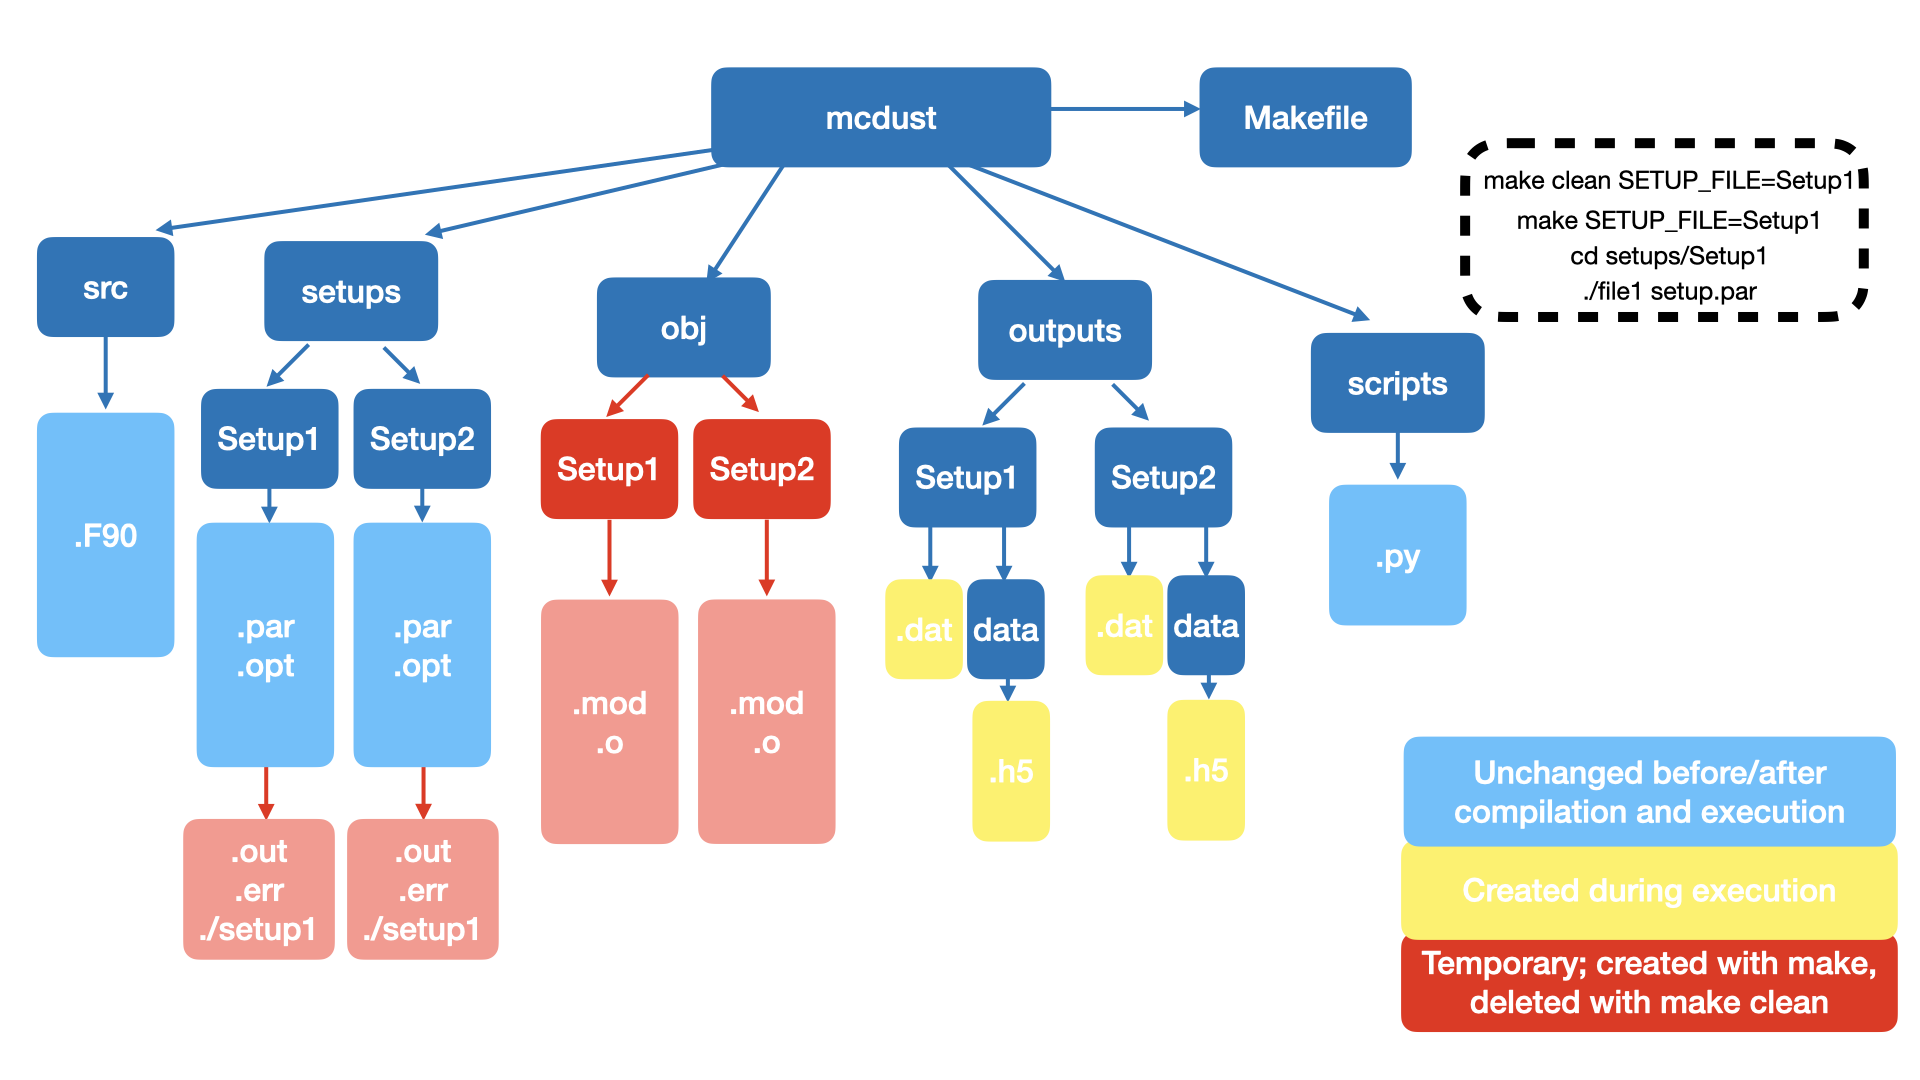 mcdust
Makefile
make clean SETUP_FILE=Setup1
make SETUP_FILE=Setup1
cd setups/Setup1
./file1 setup.par
src
setups
obj
outputs
scripts
Setup1
Setup2
Setup1
Setup2
Setup1
Setup2
.F90
.par
.opt
.par
.opt
.mod
.o
.mod
.o
.dat
data
.dat
data
.h5
.h5
.py
.out
.err
./setup1
.out
.err
./setup1
Unchanged before/after
compilation and execution
Created during execution
Temporary; created with make,
deleted with make clean